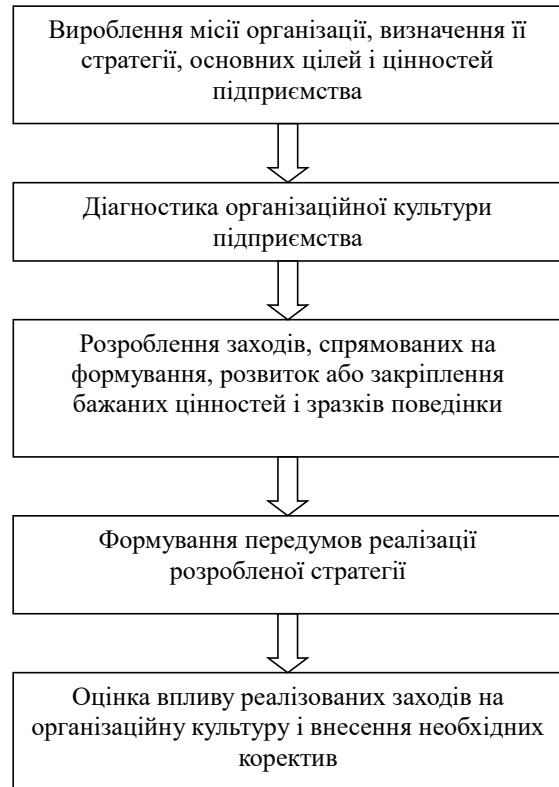 Вироблення місії організації, визначення її
стратегії, основних цілей і цінностей
підприємства
Діагностика організаційної культури
підприємства
Розроблення заходів, спрямованих на
формування, розвиток або закріплення
бажаних цінностей і зразків поведінки
Формування передумов реалізації
розробленої стратегії
Оцінка впливу реалізованих заходів на
організаційну культуру і внесення необхідних
коректив